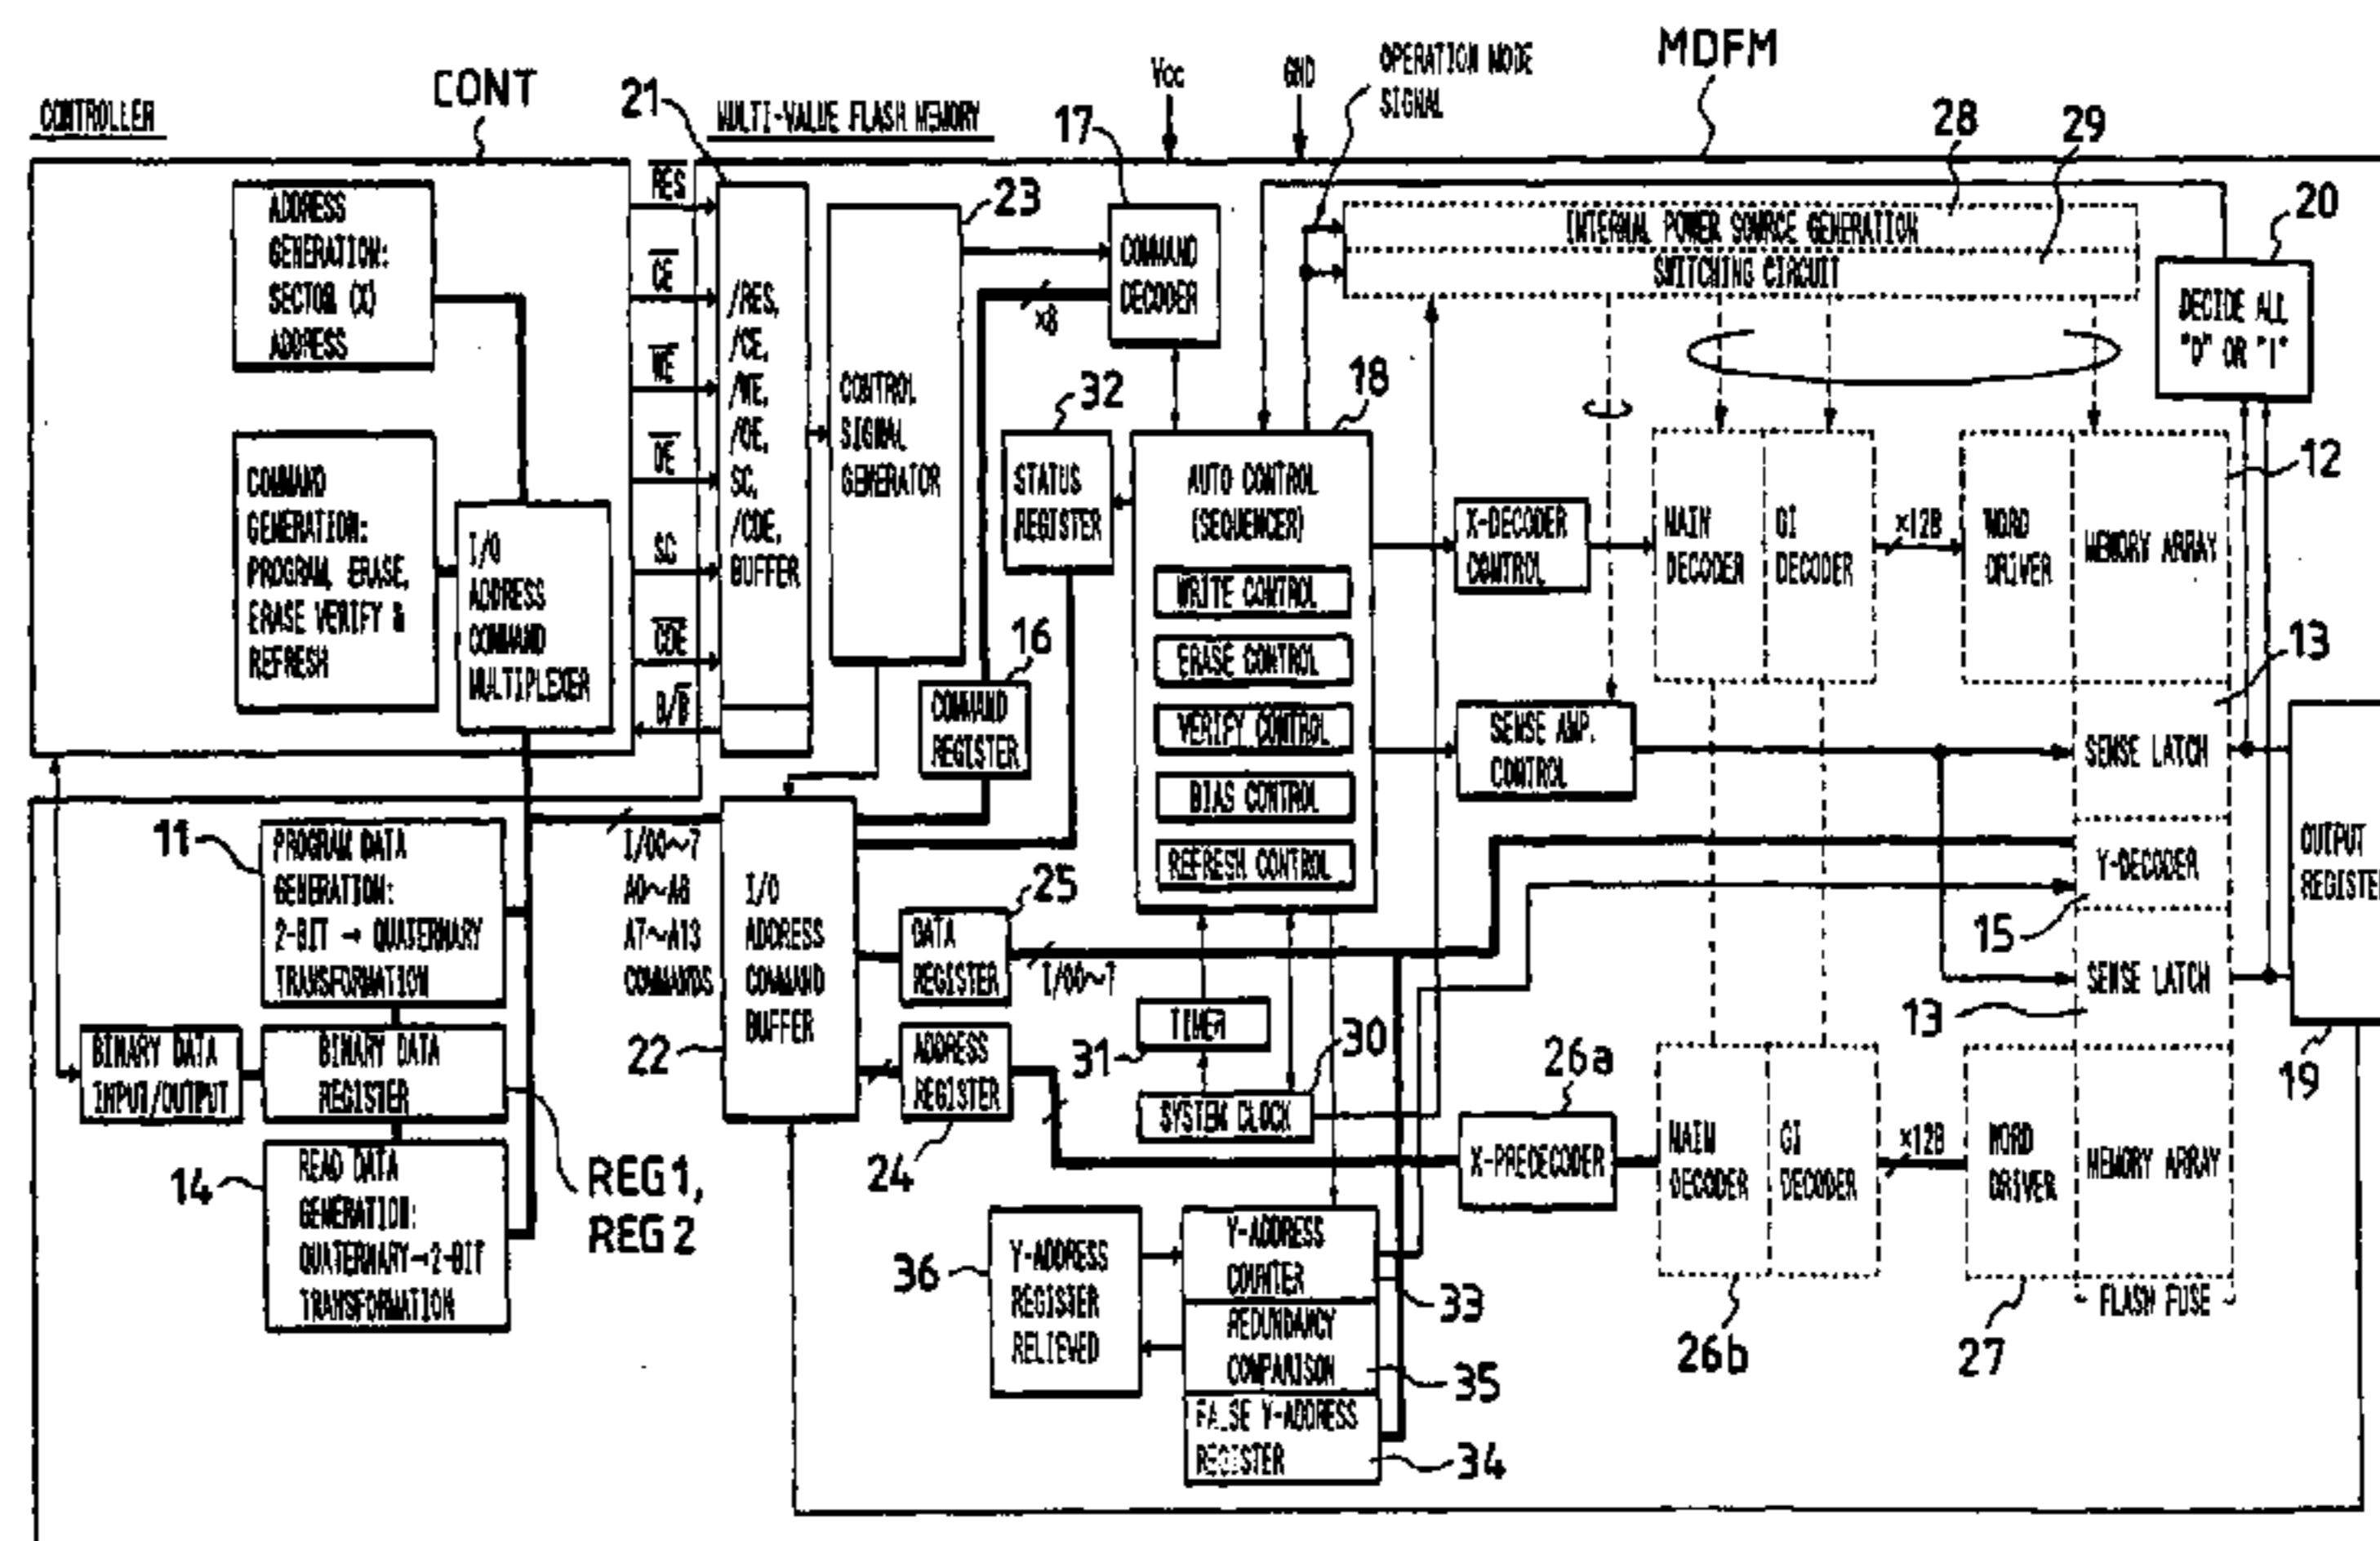 CONTROLLER
CONT
21
MULTI-VALUE FLASH MEMORY
17
Vcc
GND
OPERATION MODE
SIGNAL
MDFM
28
29
ADDRESS
GENERATION:
SECTOR (X)
ADDRESS
COMMAND
GENERATION:
PROGRAM, ERASE,
ERASE VERIFY &
REFRESH
I/O
ADDRESS
COMMAND
MULTIPLEXER
RES
CE
WE
OE
SC
CDE
/RES,
/CE,
/WE,
/OE,
SC,
/CDE,
BUFFER
CONTROL
SIGNAL
GENERATOR
23
COMMAND
DECODER
×8
32
STATUS
REGISTER
16
COMMAND
REGISTER
18
AUTO CONTROL
(SEQUENCER)
WRITE CONTROL
ERASE CONTROL
VERIFY CONTROL
BIAS CONTROL
REFRESH CONTROL
INTERNAL POWER SOURCE GENERATION
SWITCHING CIRCUIT
20
DECIDE ALL
"0" OR "1"
X-DECODER
CONTROL
MAIN
DECODER
GI
DECODER
×128
WORD
DRIVER
MEMORY ARRAY
12
13
SENSE AMP.
CONTROL
SENSE LATCH
Y-DECODER
15
SENSE LATCH
13
OUTPUT
REGISTER
19
11
PROGRAM DATA
GENERATION:
2-BIT → QUATERNARY
TRANSFORMATION
BINARY DATA
INPUT/OUTPUT
BINARY DATA
REGISTER
14
READ DATA
GENERATION:
QUATERNARY→2-BIT
TRANSFORMATION
REG1,
REG2
I/O0~7
A0~A6
A7~A13
COMMANDS
22
I/O
ADDRESS
COMMAND
BUFFER
25
DATA
REGISTER
I/O0~7
ADDRESS
REGISTER
24
TIMER
31
30
SYSTEM CLOCK
26a
X-PREDECODER
MAIN
DECODER
GI
DECODER
×128
WORD
DRIVER
MEMORY ARRAY
FLASH FUSE
26b
27
36
Y-ADDRESS
REGISTER
RELIEVED
Y-ADDRESS
COUNTER
33
REDUNDANCY
COMPARISON
35
FALSE Y-ADDRESS
REGISTER
34